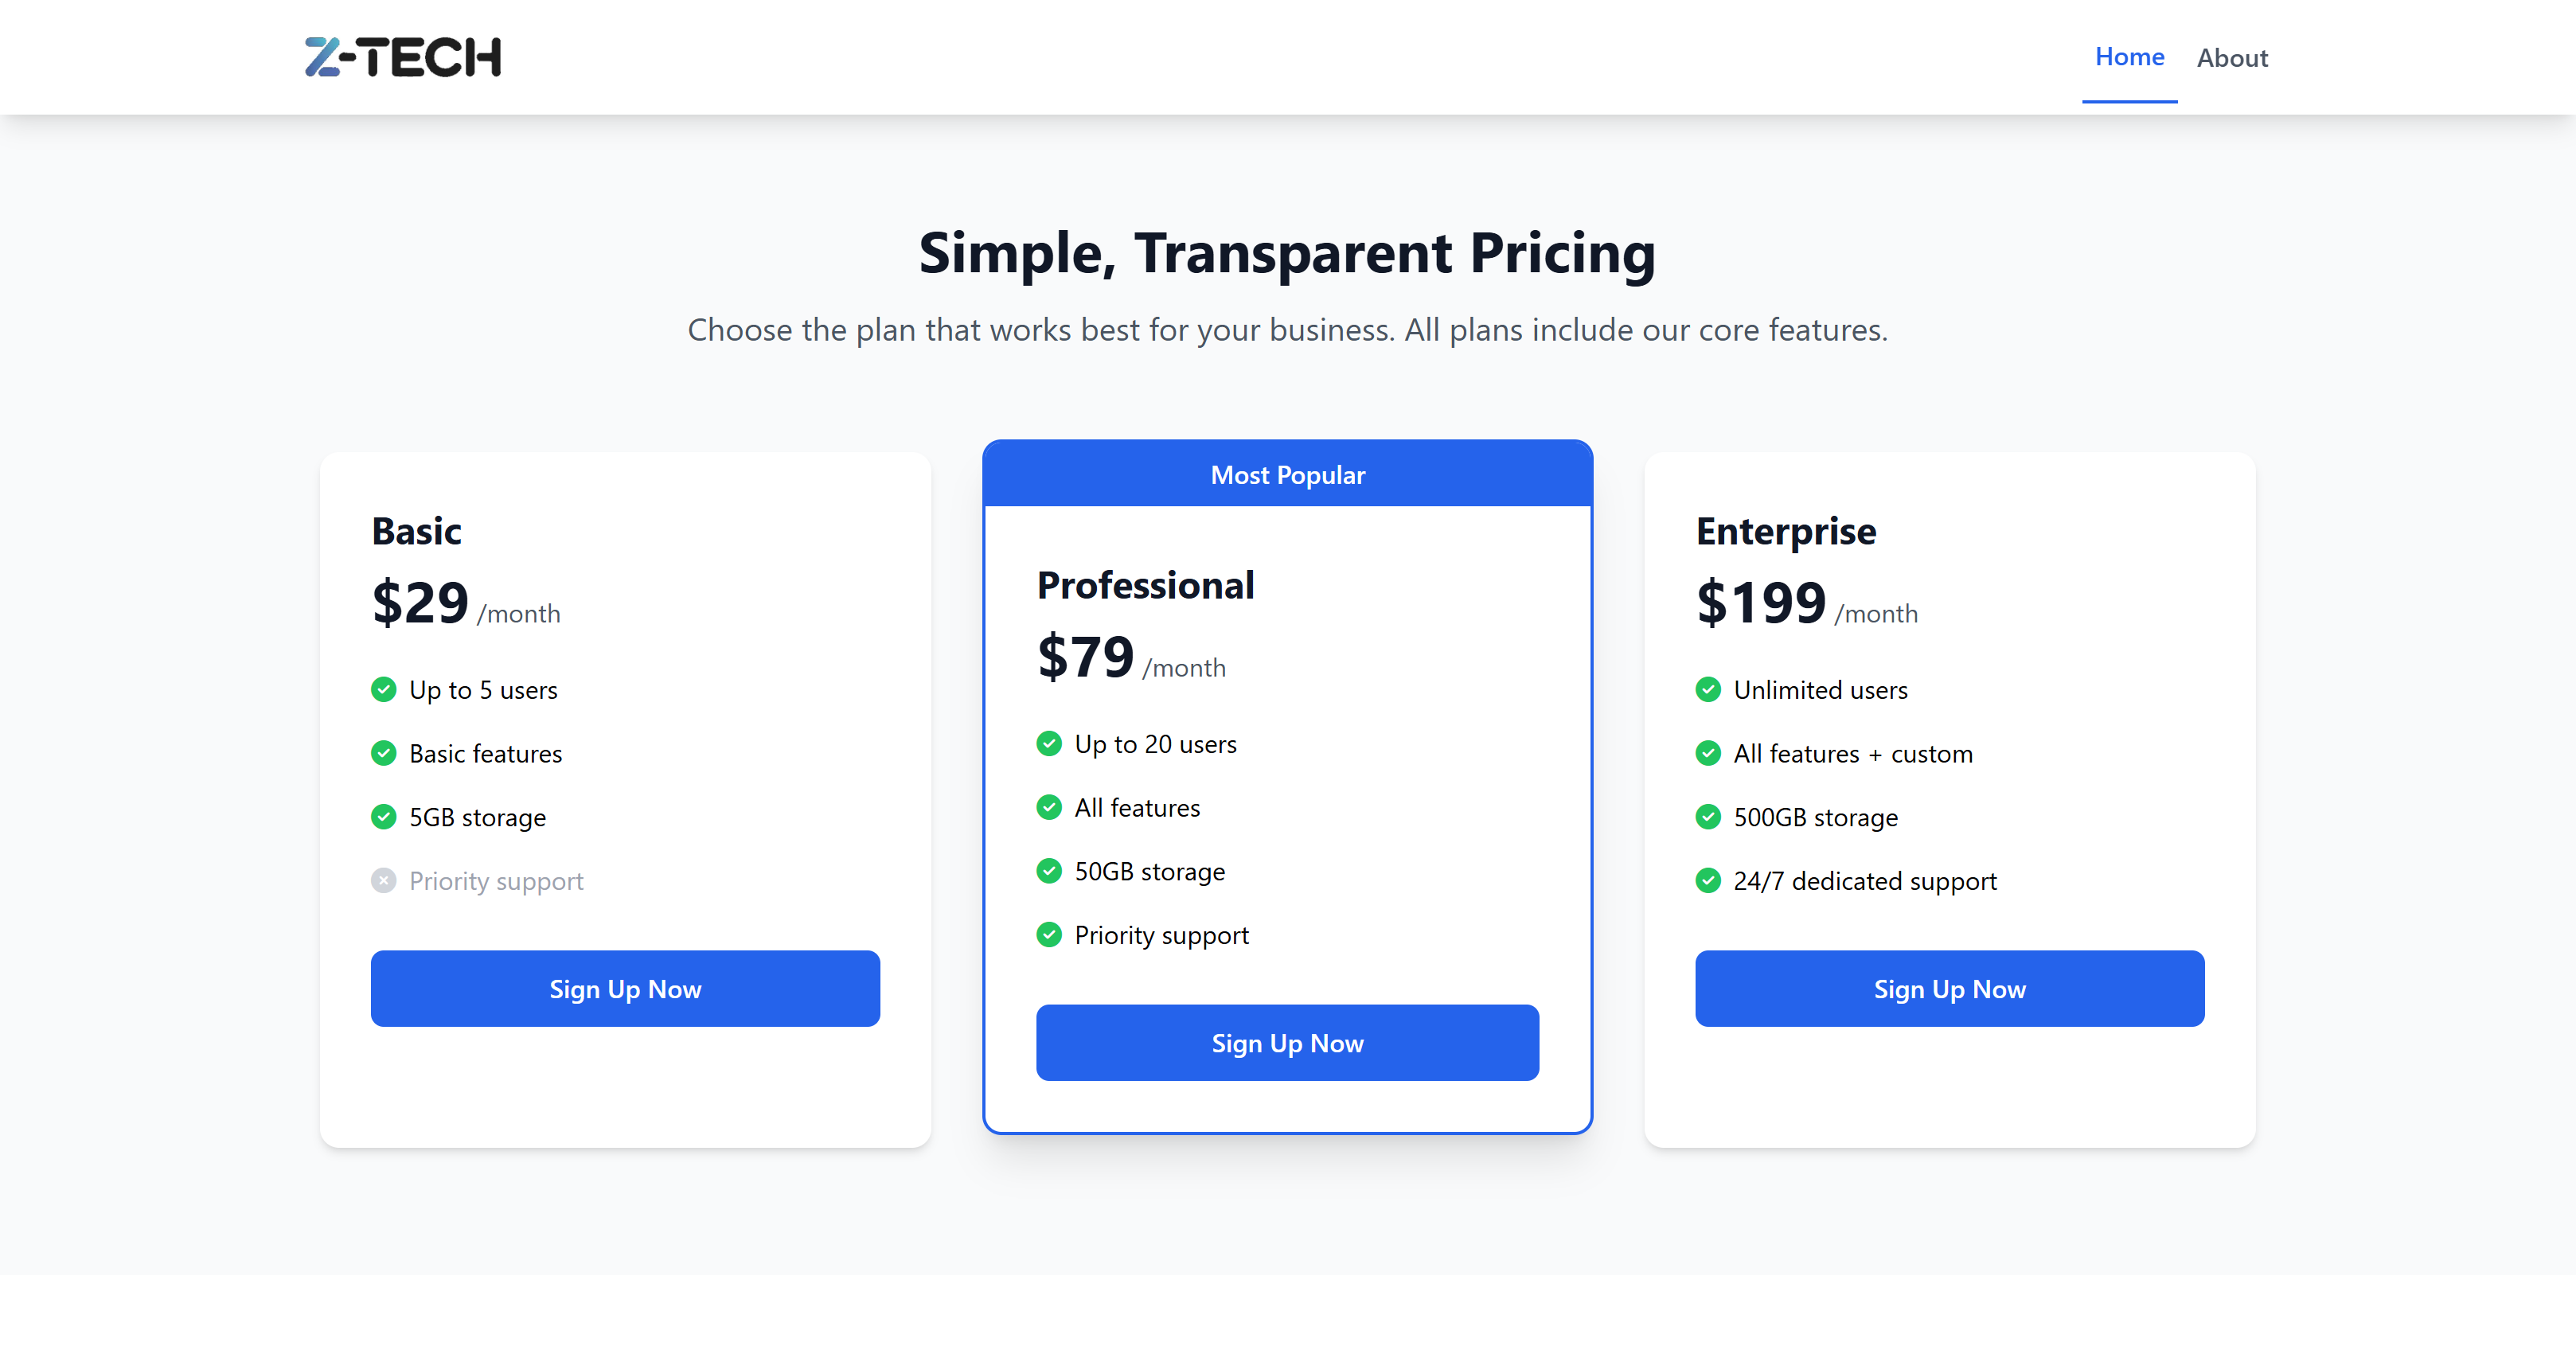 Z-TECH
Home
About
Simple, Transparent Pricing
Choose the plan that works best for your business. All plans include our core features.
Basic
$29 /month
Up to 5 users
Basic features
5GB storage
Priority support
Sign Up Now
Most Popular
Professional
$79 /month
Up to 20 users
All features
50GB storage
Priority support
Sign Up Now
Enterprise
$199 /month
Unlimited users
All features + custom
500GB storage
24/7 dedicated support
Sign Up Now